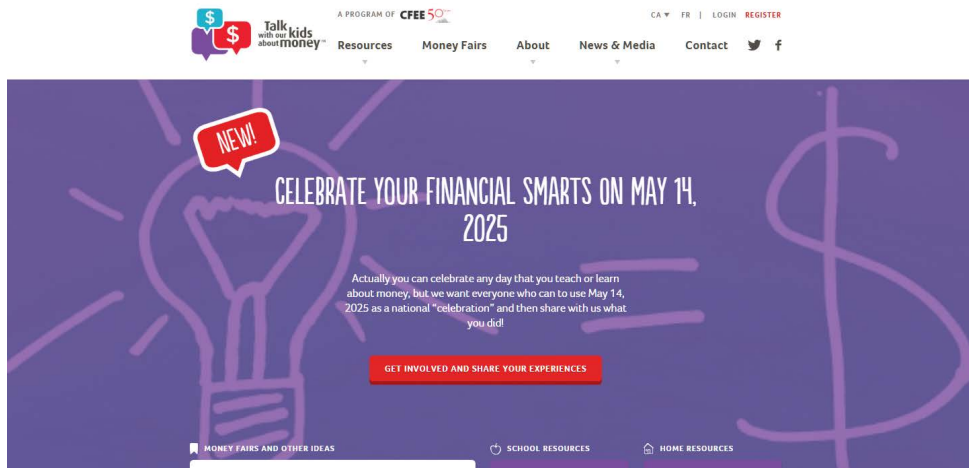 $
$
Talk
with our kids
about money™
A PROGRAM OF CFEE 50
CA FR | LOGIN REGISTER
Resources Money Fairs About News & Media Contact
NEW!
CELEBRATE YOUR FINANCIAL SMARTS ON MAY 14,
2025
Actually you can celebrate any day that you teach or learn
about money, but we want everyone who can to use May 14,
2025 as a national "celebration" and then share with us what
you did!
GET INVOLVED AND SHARE YOUR EXPERIENCES
MONEY FAIRS AND OTHER IDEAS
SCHOOL RESOURCES
HOME RESOURCES